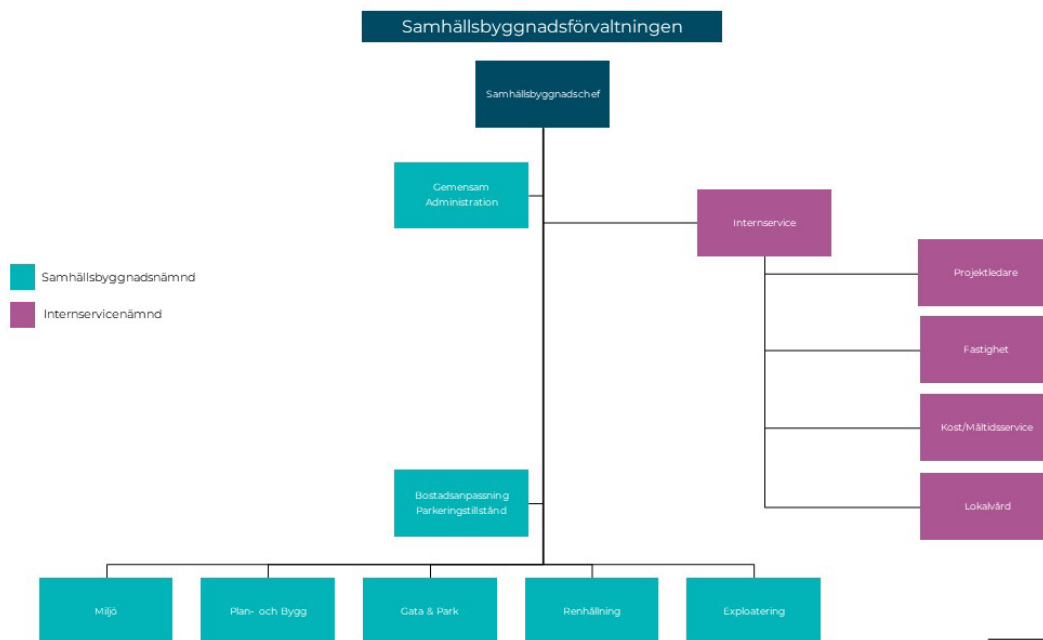 Samhällsbyggnadsförvaltningen
Samhällsbyggnadschef
Gemensam
Administration
Internservice
Projektledare
Samhällsbyggnadsnämnd
Internservicenämnd
Fastighet
Kost/Måltidsservice
Bostadsanpassning
Parkeringstillstånd
Lokalvård
Miljö
Plan- och Bygg
Gata & Park
Renhållning
Exploatering